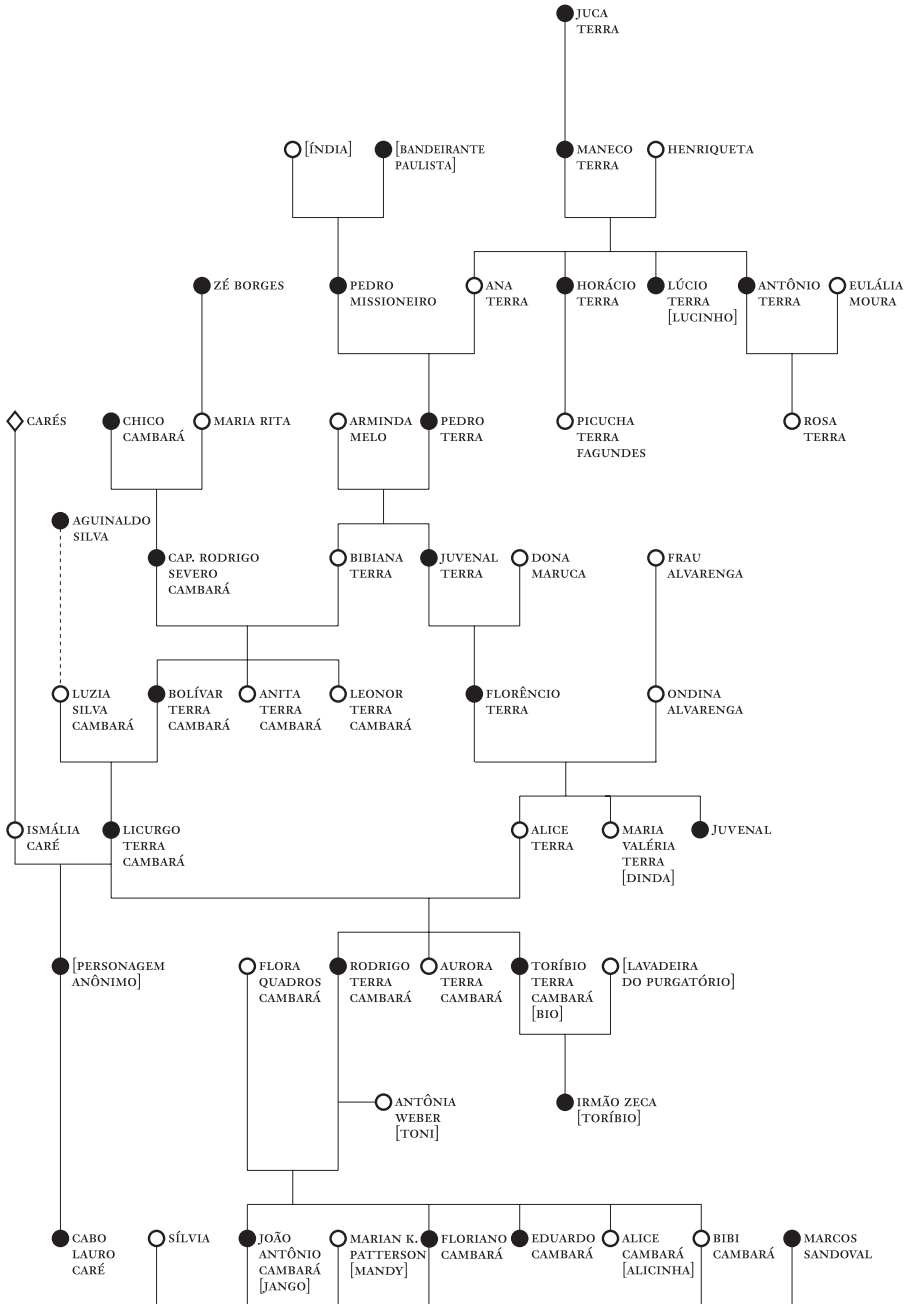 JUCA
TERRA
[ÍNDIA]
[BANDEIRANTE
PAULISTA]
MANECO
TERRA
HENRIQUETA
ZÉ BORGES
PEDRO
MISSIONEIRO
ANA
TERRA
HORÁCIO
TERRA
LÚCIO
TERRA
[LUCINHO]
ANTÔNIO
TERRA
EULÁLIA
MOURA
CARÉS
CHICO
CAMBARÁ
MARIA RITA
ARMINDA
MELO
PEDRO
TERRA
PICUCHA
TERRA
FAGUNDES
ROSA
TERRA
AGUINALDO
SILVA
CAP. RODRIGO
SEVERO
CAMBARÁ
BIBIANA
TERRA
JUVENAL
TERRA
DONA
MARUCA
FRAU
ALVARENGA
LUZIA
SILVA
CAMBARÁ
BOLÍVAR
TERRA
CAMBARÁ
ANITA
TERRA
CAMBARÁ
LEONOR
TERRA
CAMBARÁ
FLORÊNCIO
TERRA
ONDINA
ALVARENGA
ISMÁLIA
CARÉ
LICURGO
TERRA
CAMBARÁ
ALICE
TERRA
MARIA
VALÉRIA
TERRA
[DINDA]
JUVENAL
[PERSONAGEM
ANÔNIMO]
FLORA
QUADROS
CAMBARÁ
RODRIGO
TERRA
CAMBARÁ
AURORA
TERRA
CAMBARÁ
TORÍBIO
TERRA
CAMBARÁ
[BIO]
[LAVADEIRA
DO PURGATÓRIO]
ANTÔNIA
WEBER
[TONI]
IRMÃO ZECA
[TORÍBIO]
CABO
LAURO
CARÉ
SÍLVIA
JOÃO
ANTÔNIO
CAMBARÁ
[JANGO]
MARIAN K.
PATTERSON
[MANDY]
FLORIANO
CAMBARÁ
EDUARDO
CAMBARÁ
ALICE
CAMBARÁ
[ALICINHA]
BIBI
CAMBARÁ
MARCOS
SANDOVAL